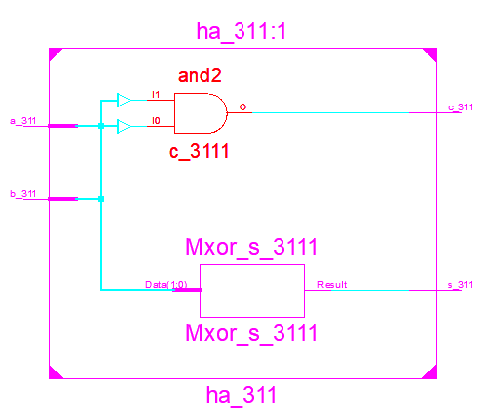 ha_311:1
and2
I1
a_311
I0
O
c_311
c_3111
b_311
Mxor_s_3111
Data(1:0)
Result
s_311
Mxor_s_3111
ha_311